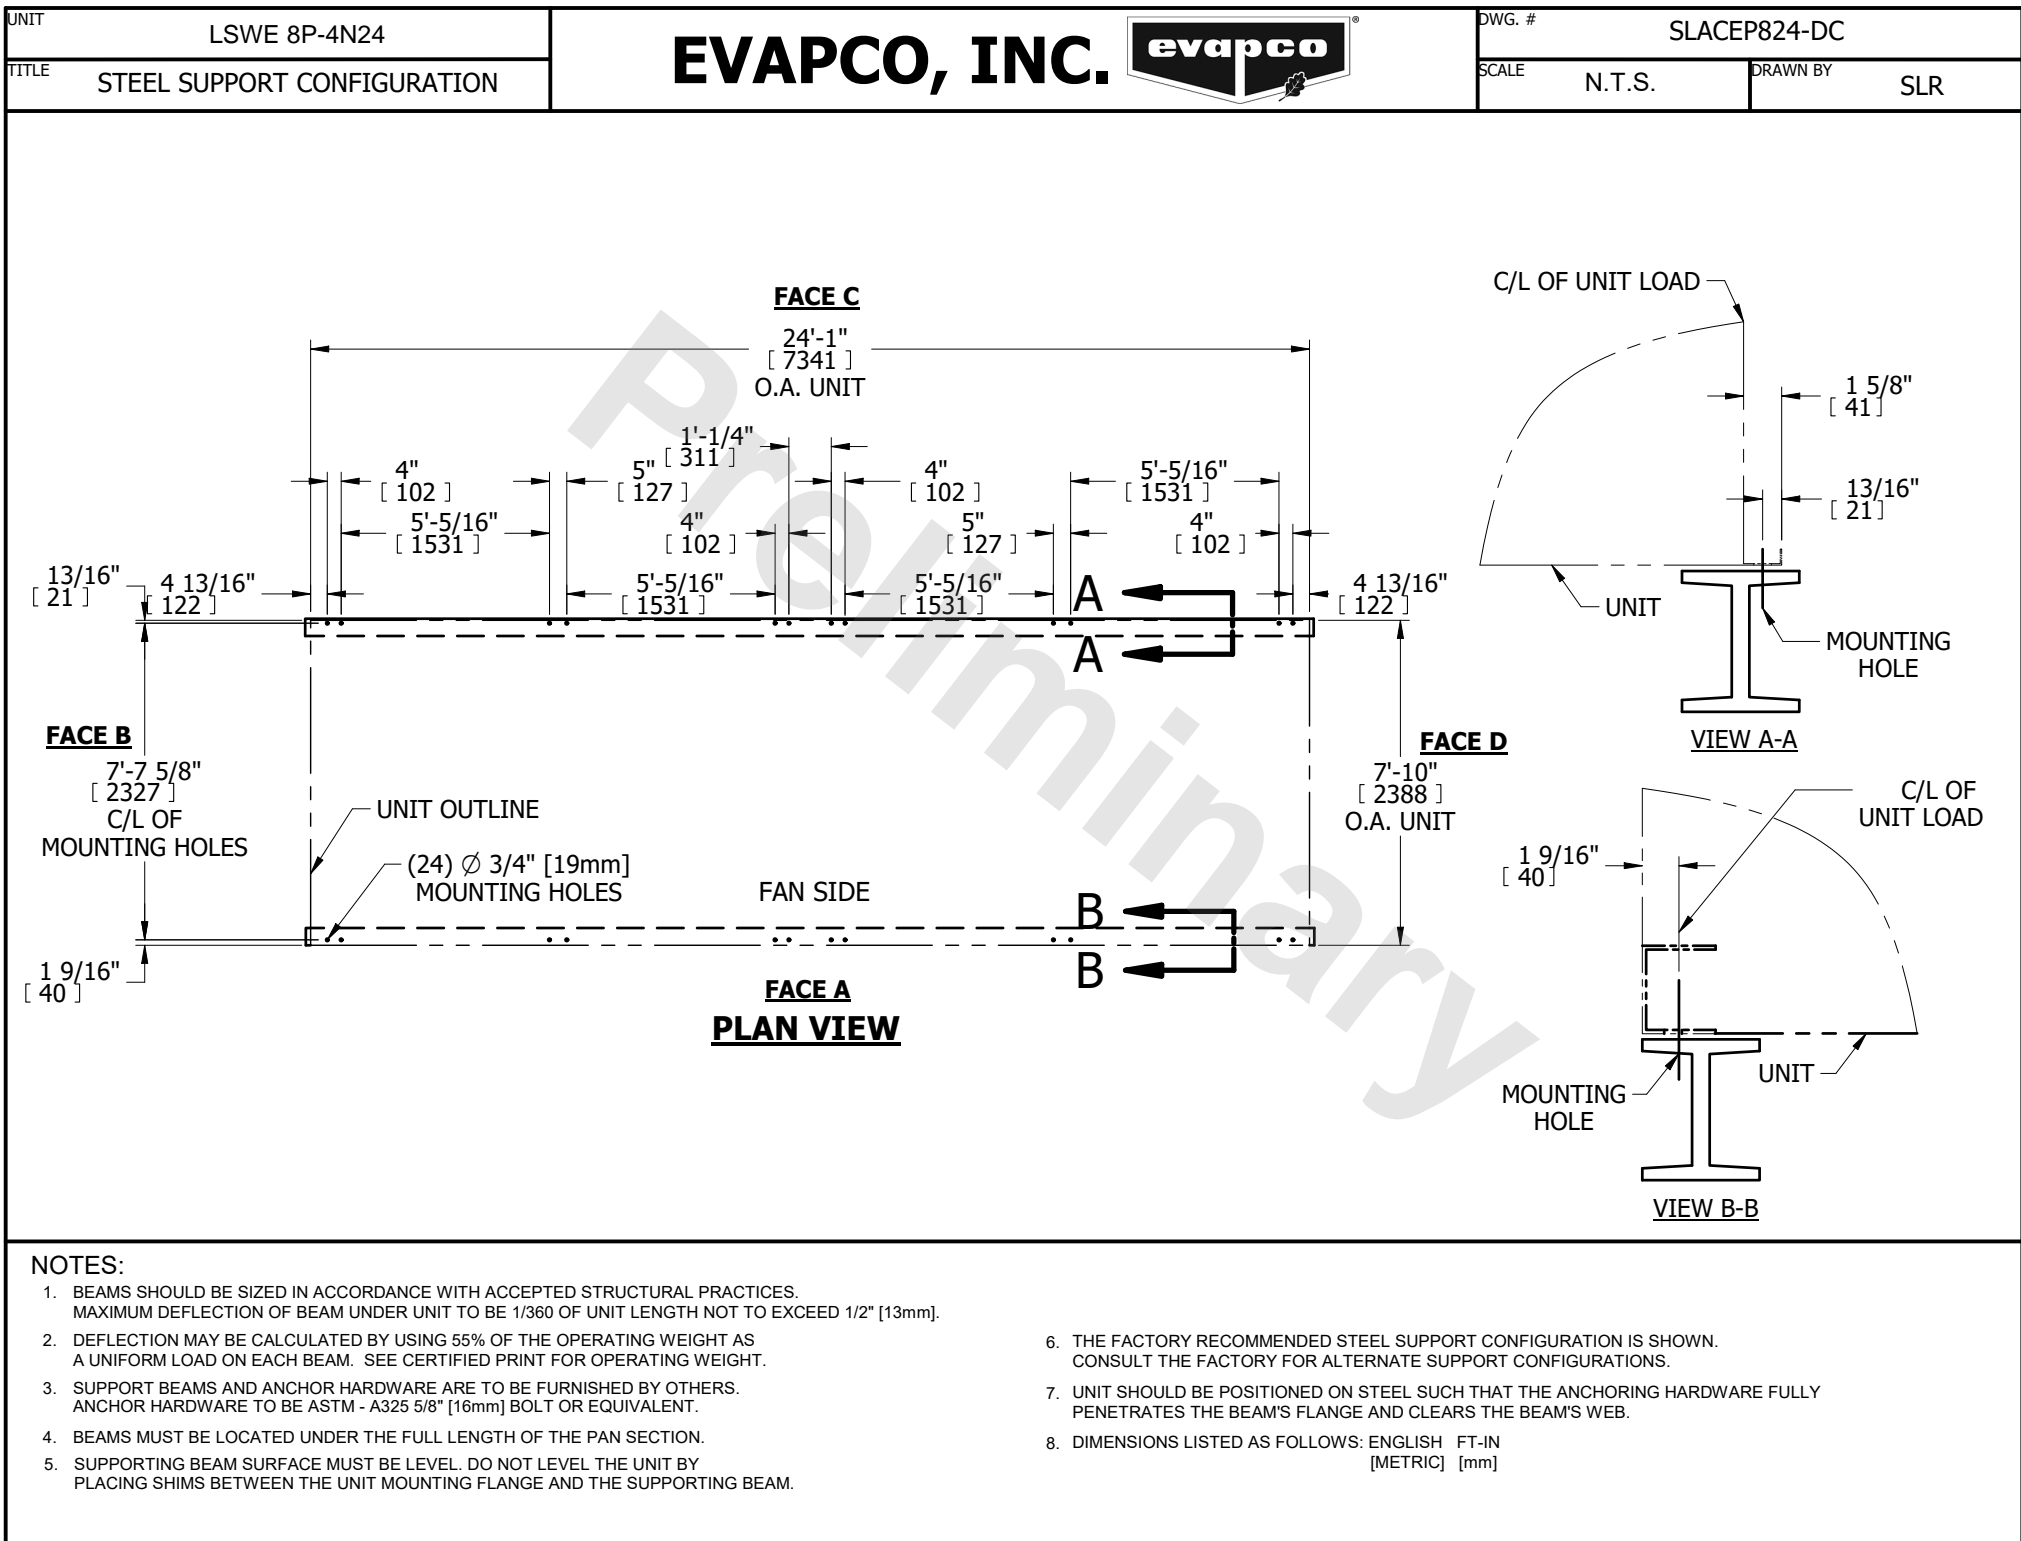 UNIT
LSWE 8P-4N24
TITLE
STEEL SUPPORT CONFIGURATION
EVAPCO, INC.
evapco
®
DWG. #
SLACEP824-DC
SCALE
N.T.S.
DRAWN BY
SLR
FACE C
24'-1"
[ 7341 ]
O.A. UNIT
1'-1/4"
[ 311 ]
4"
[ 102 ]
5"
[ 127 ]
4"
[ 102 ]
5'-5/16"
[ 1531 ]
5'-5/16"
[ 1531 ]
4"
[ 102 ]
5"
[ 127 ]
4"
[ 102 ]
13/16"
[ 21 ]
4 13/16"
[ 122 ]
5'-5/16"
[ 1531 ]
5'-5/16"
[ 1531 ]
4 13/16"
[ 122 ]
A
A
FACE B
7'-7 5/8"
[ 2327 ]
C/L OF
MOUNTING HOLES
UNIT OUTLINE
(24) Ø 3/4" [19mm]
MOUNTING HOLES
FAN SIDE
FACE D
7'-10"
[ 2388 ]
O.A. UNIT
B
B
1 9/16"
[ 40 ]
FACE A
PLAN VIEW
Preliminary
C/L OF UNIT LOAD
1 5/8"
[ 41 ]
13/16"
[ 21 ]
UNIT
MOUNTING
HOLE
VIEW A-A
C/L OF
UNIT LOAD
1 9/16"
[ 40 ]
UNIT
MOUNTING
HOLE
VIEW B-B
NOTES:
1. BEAMS SHOULD BE SIZED IN ACCORDANCE WITH ACCEPTED STRUCTURAL PRACTICES.
MAXIMUM DEFLECTION OF BEAM UNDER UNIT TO BE 1/360 OF UNIT LENGTH NOT TO EXCEED 1/2" [13mm].
2. DEFLECTION MAY BE CALCULATED BY USING 55% OF THE OPERATING WEIGHT AS
A UNIFORM LOAD ON EACH BEAM. SEE CERTIFIED PRINT FOR OPERATING WEIGHT.
3. SUPPORT BEAMS AND ANCHOR HARDWARE ARE TO BE FURNISHED BY OTHERS.
ANCHOR HARDWARE TO BE ASTM - A325 5/8" [16mm] BOLT OR EQUIVALENT.
4. BEAMS MUST BE LOCATED UNDER THE FULL LENGTH OF THE PAN SECTION.
5. SUPPORTING BEAM SURFACE MUST BE LEVEL. DO NOT LEVEL THE UNIT BY
PLACING SHIMS BETWEEN THE UNIT MOUNTING FLANGE AND THE SUPPORTING BEAM.
6. THE FACTORY RECOMMENDED STEEL SUPPORT CONFIGURATION IS SHOWN.
CONSULT THE FACTORY FOR ALTERNATE SUPPORT CONFIGURATIONS.
7. UNIT SHOULD BE POSITIONED ON STEEL SUCH THAT THE ANCHORING HARDWARE FULLY
PENETRATES THE BEAM'S FLANGE AND CLEARS THE BEAM'S WEB.
8. DIMENSIONS LISTED AS FOLLOWS: ENGLISH FT-IN
[METRIC] [mm]